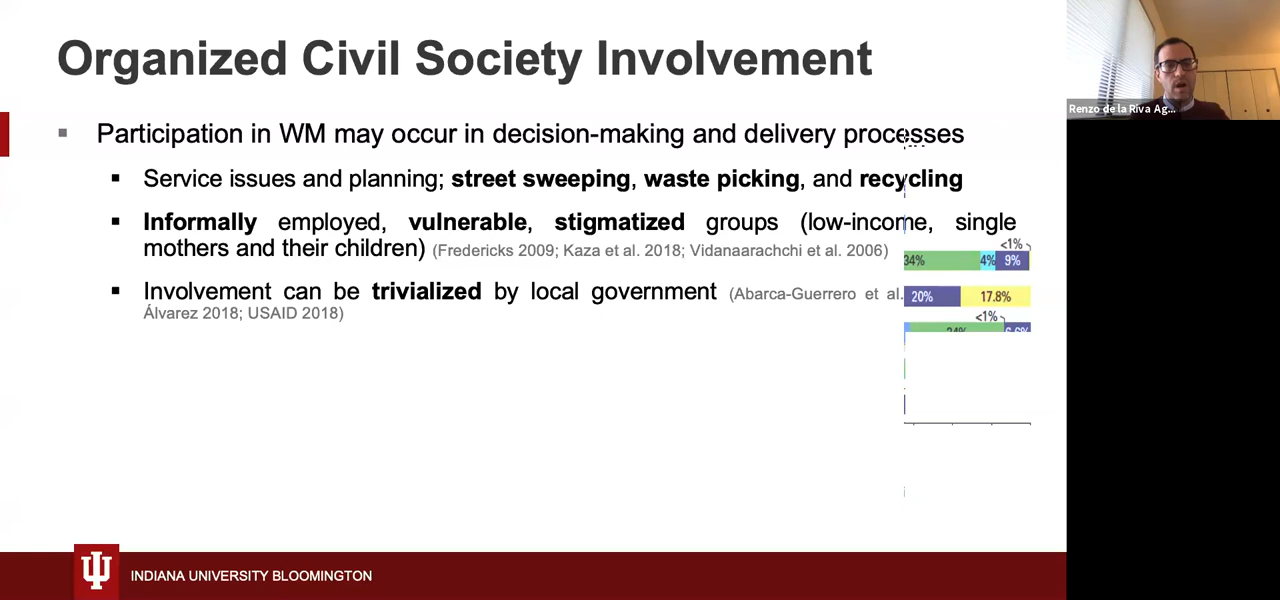 Organized Civil Society Involvement
Renzo de la Riva Ag...
Participation in WM may occur in decision-making and delivery processes
Service issues and planning; street sweeping, waste picking, and recycling
Informally employed, vulnerable, stigmatized groups (low-income, single
mothers and their children) (Fredericks 2009; Kaza et al. 2018; Vidanaarachchi et al. 2006)
<1%
34% 4% 9%
Involvement can be trivialized by local government (Abarca-Guerrero et al.
Álvarez 2018; USAID 2018)
20% 17.8%
<1%
INDIANA UNIVERSITY BLOOMINGTON